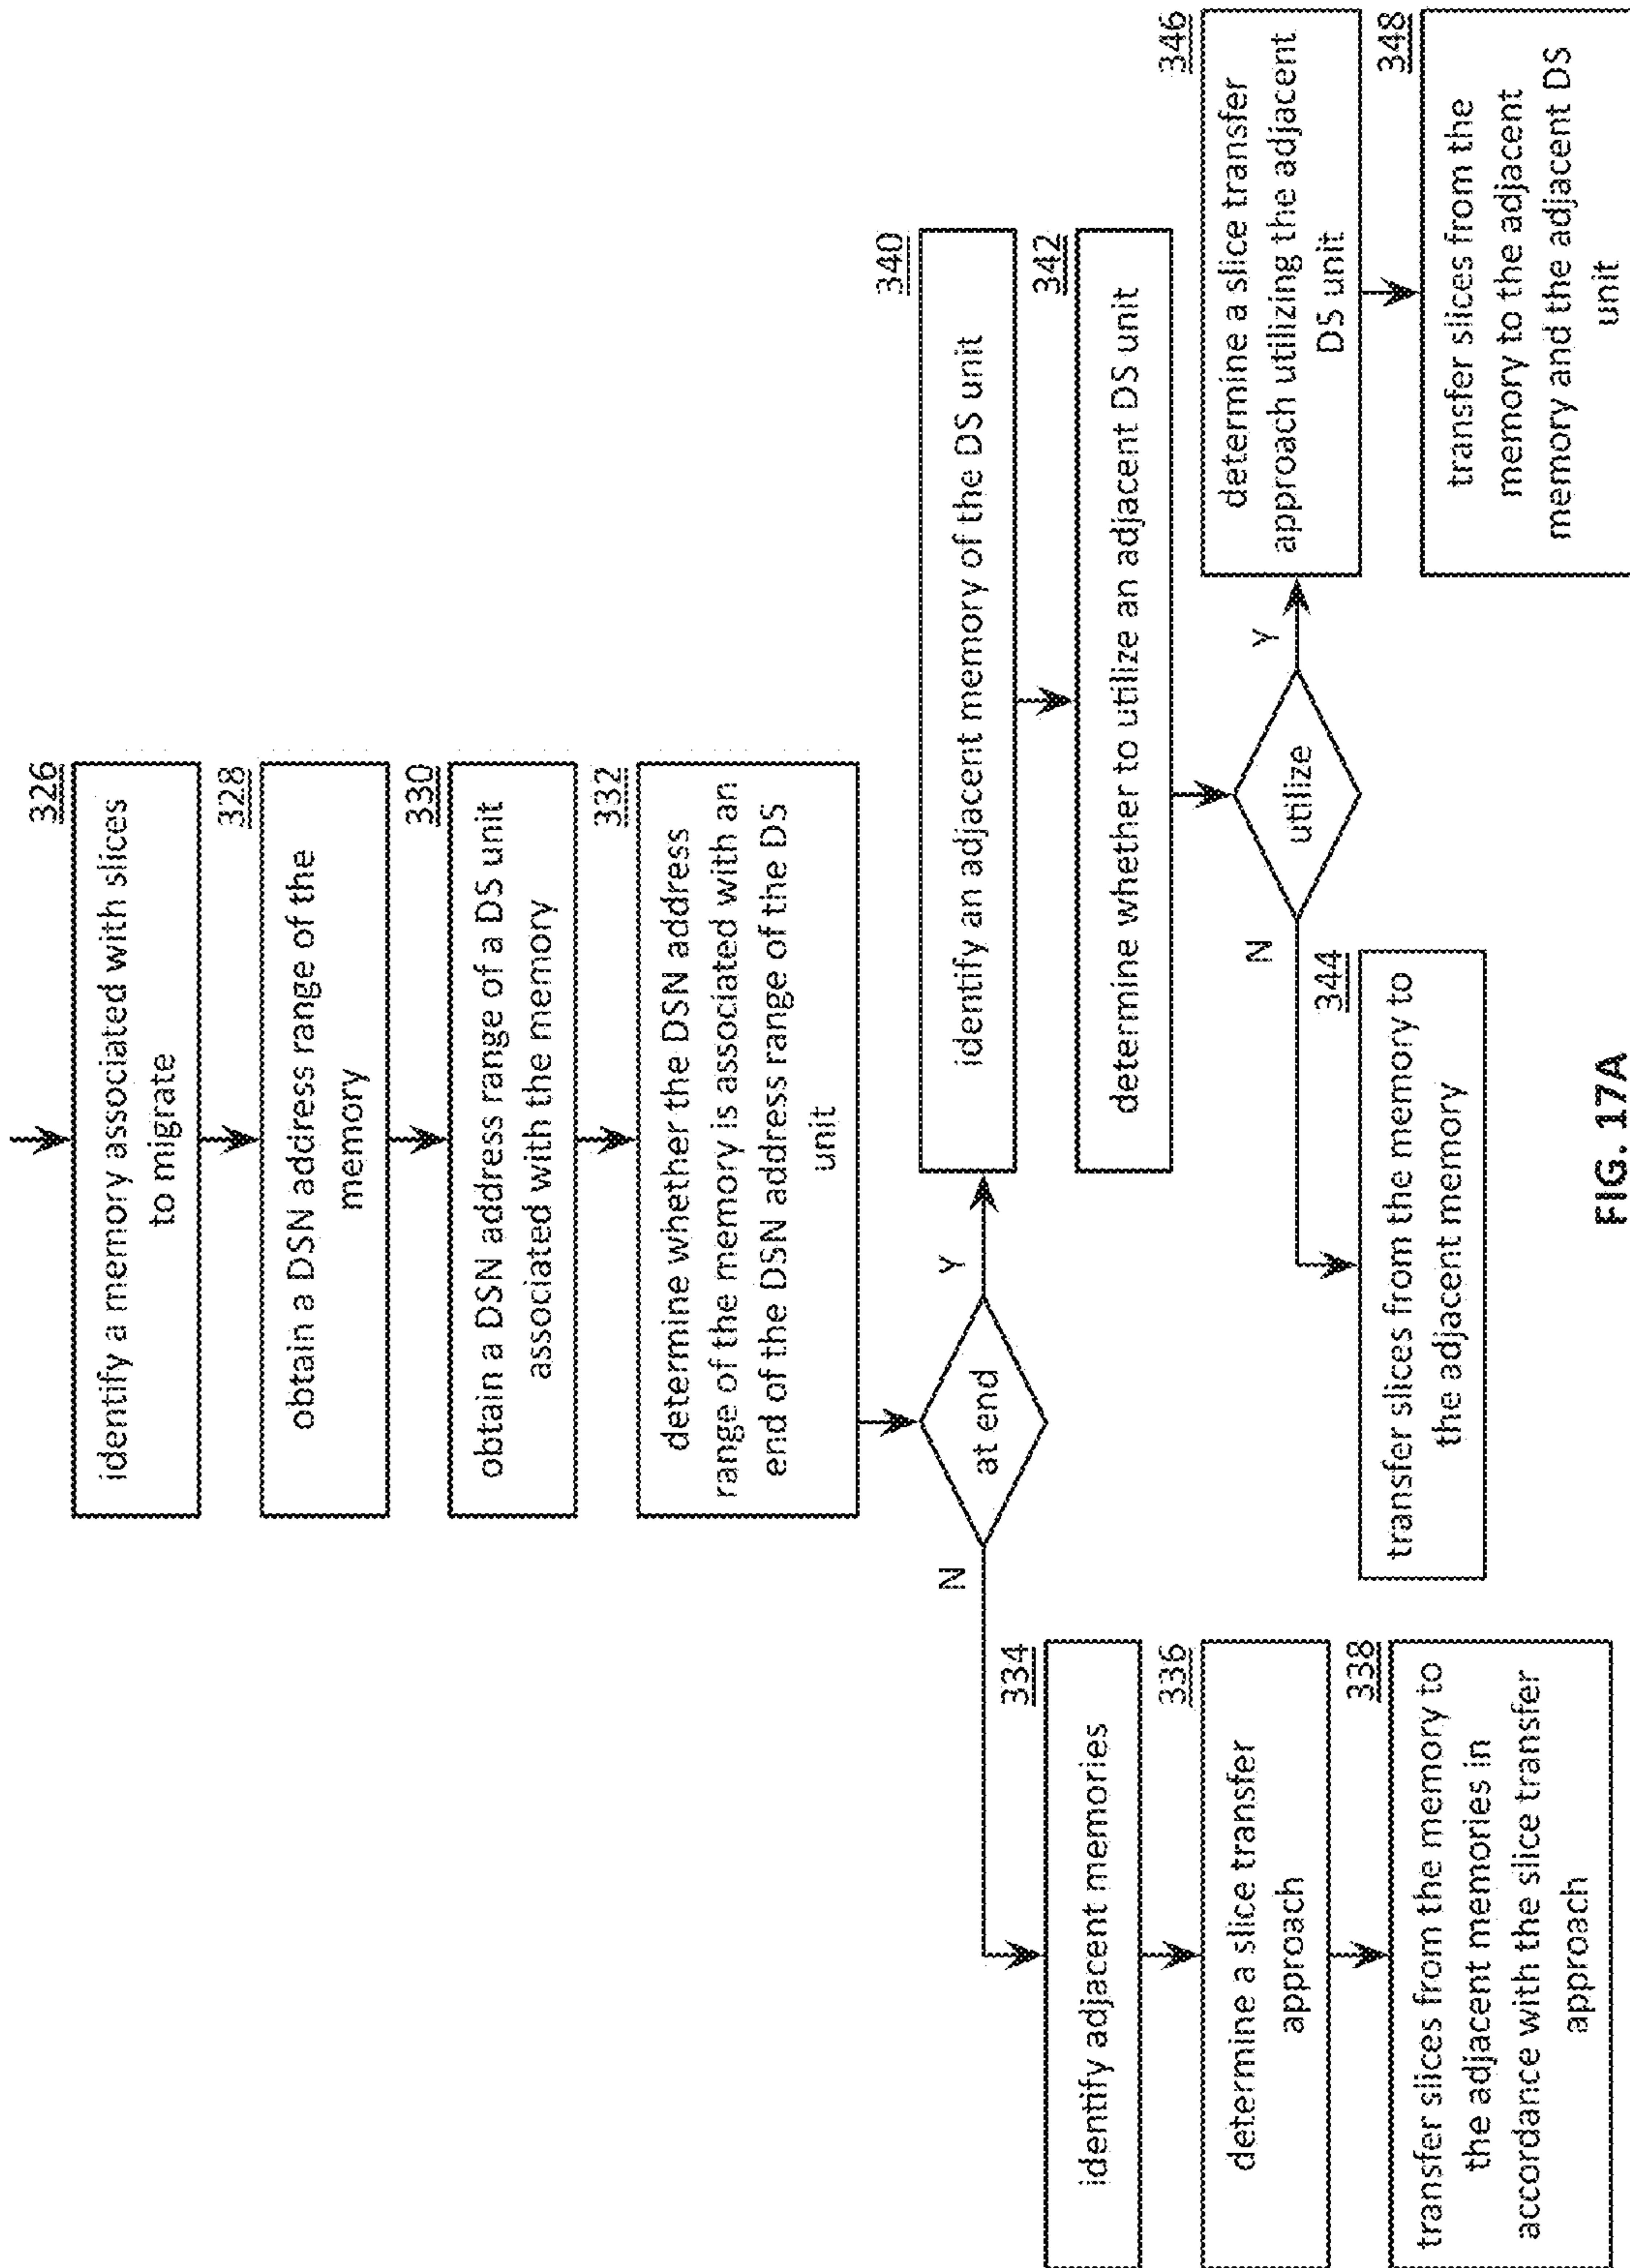 326
identify a memory associated with slices
to migrate
328
obtain a DSN address range of the
memory
330
obtain a DSN address range of a DS unit
associated with the memory
332
determine whether the DSN address
range of the memory is associated with an
end of the DSN address range of the DS
unit
at end
N
Y
334
identify adjacent memories
336
determine a slice transfer
approach
338
transfer slices from the memory to
the adjacent memories in
accordance with the slice transfer
approach
340
identify an adjacent memory of the DS unit
342
determine whether to utilize an adjacent DS unit
utilize
N
Y
344
transfer slices from the memory to
the adjacent memory
346
determine a slice transfer
approach utilizing the adjacent
DS unit
348
transfer slices from the
memory to the adjacent
memory and the adjacent DS
unit
FIG. 17A